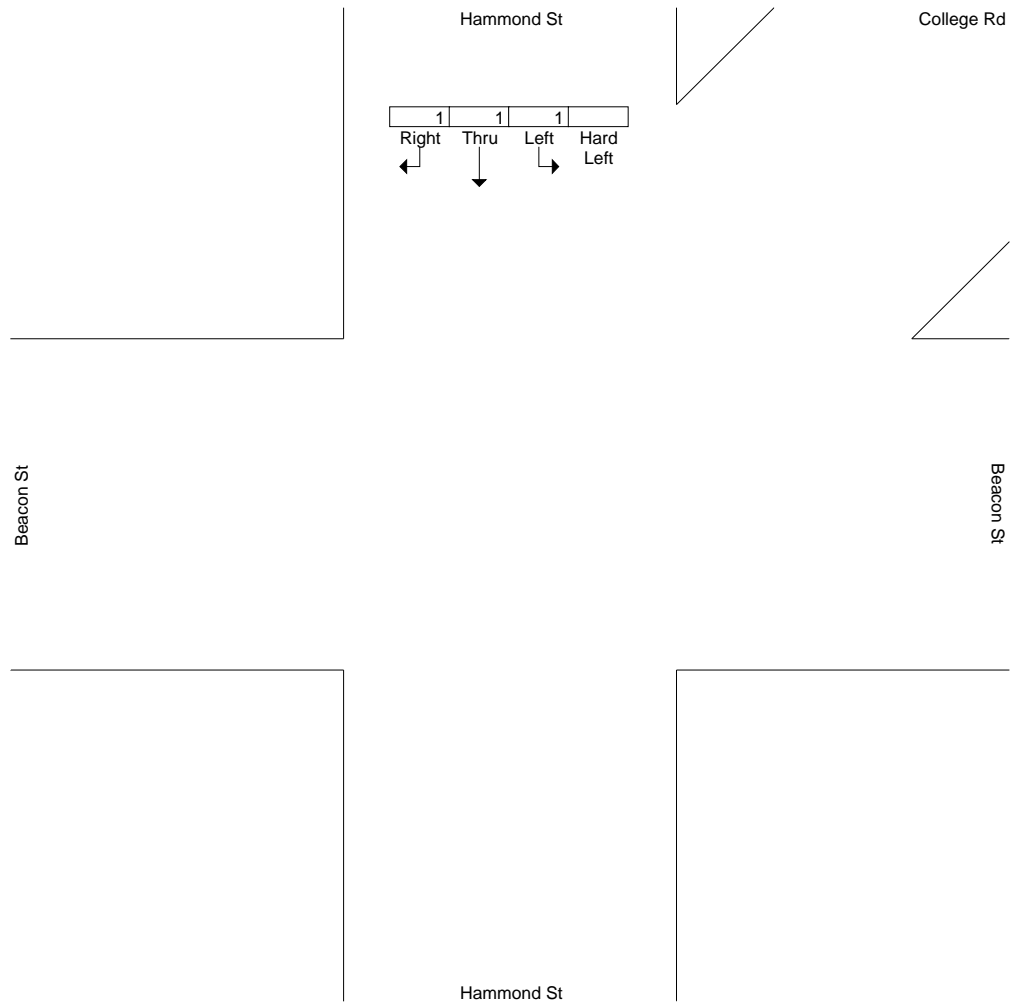 Hammond St
College Rd
1 1 1
Right Thru Left Hard
Left
Beacon St
Beacon St
Hammond St